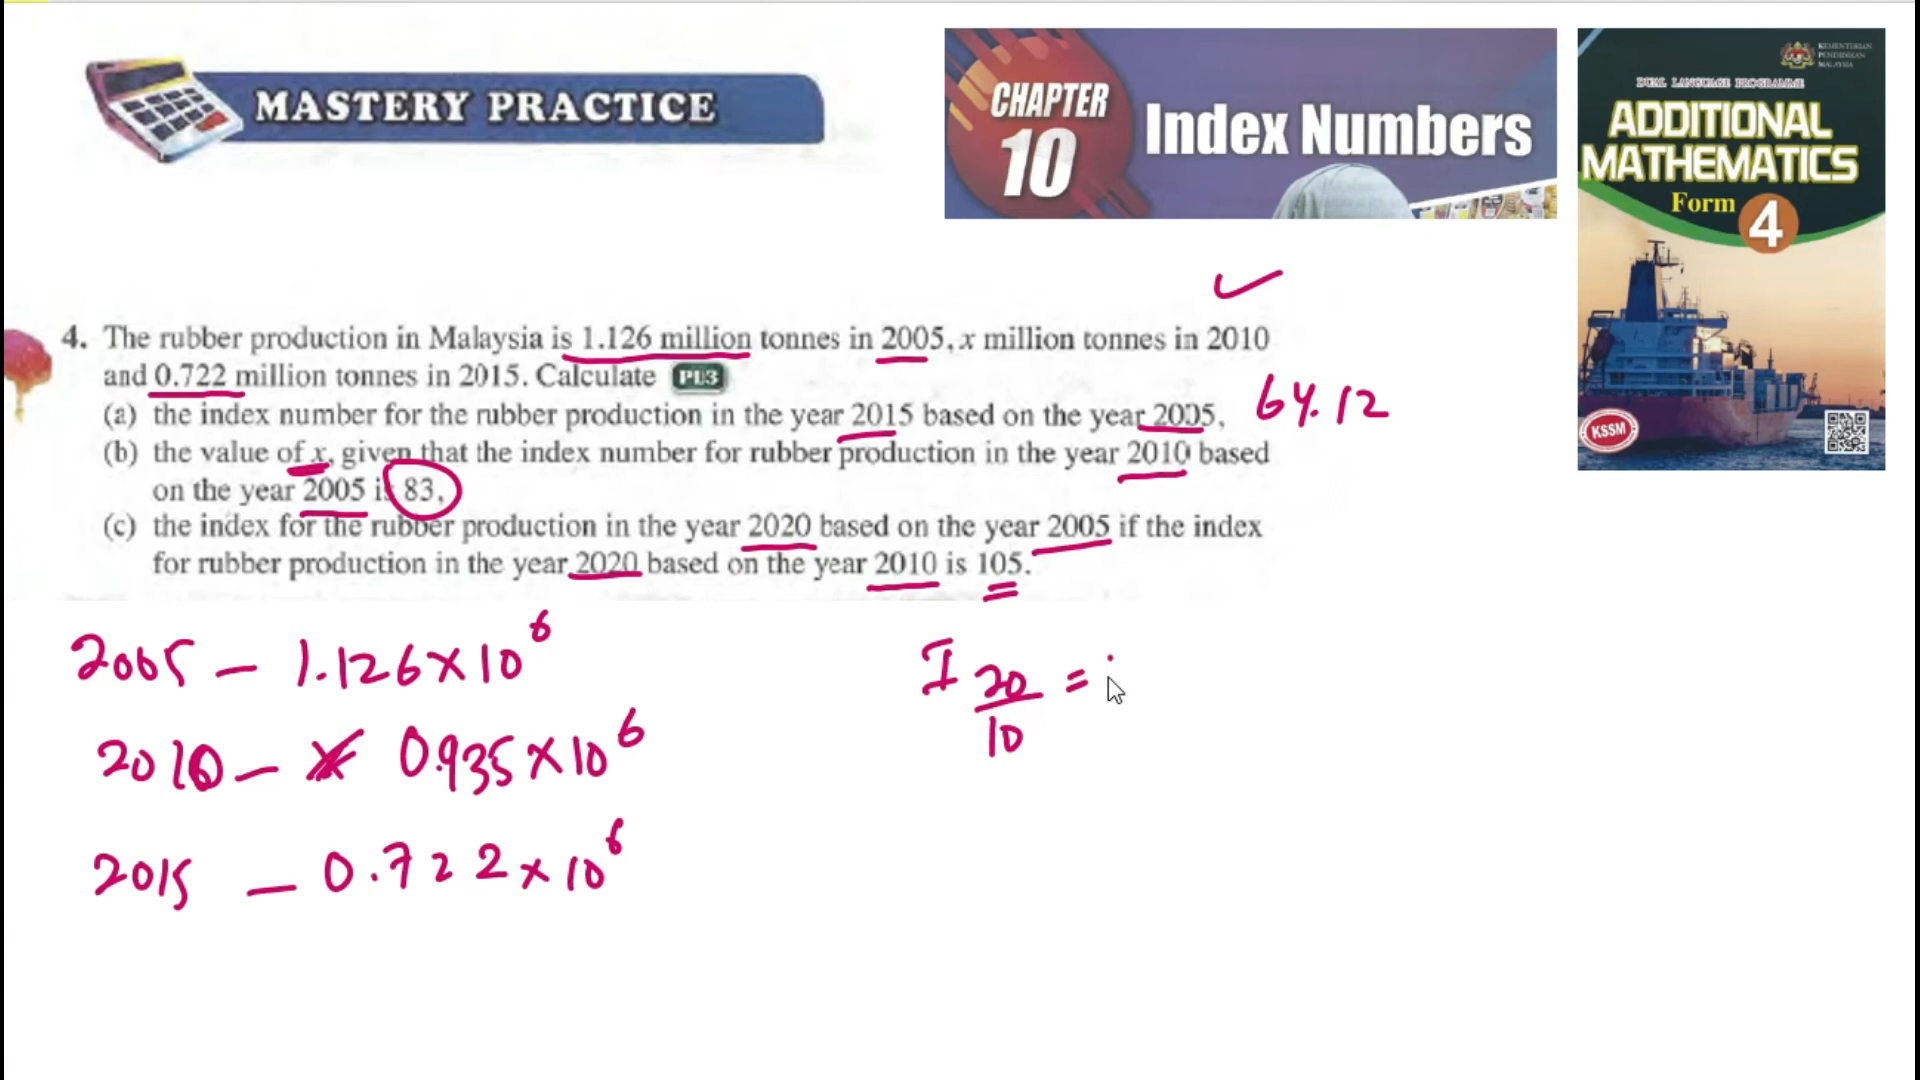 MASTERY PRACTICE
CHAPTER
10
Index Numbers
KEMENTERIAN
PENDIDIKAN
MALAYSIA
DUAL LANGUAGE PROGRAMME
ADDITIONAL
MATHEMATICS
Form 4
KSSM
4. The rubber production in Malaysia is 1.126 million tonnes in 2005, x million tonnes in 2010
and 0.722 million tonnes in 2015. Calculate PL3
(a) the index number for the rubber production in the year 2015 based on the year 2005, 64.12
(b) the value of x, given that the index number for rubber production in the year 2010 based
on the year 2005 is 83,
(c) the index for the rubber production in the year 2020 based on the year 2005 if the index
for rubber production in the year 2020 based on the year 2010 is 105.
2005 – 1.126 × 10⁶
2010 – x 0.935 × 10⁶
2015 – 0.722 × 10⁶
I 20/10 =